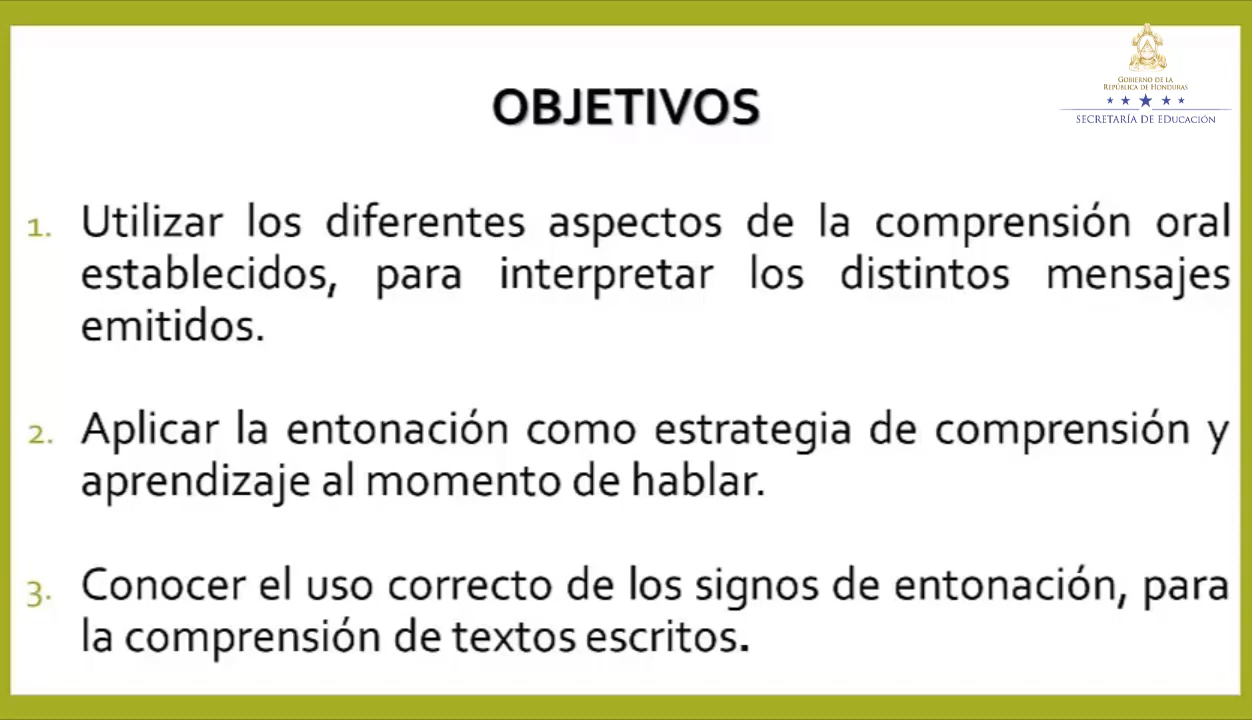 GOBIERNO DE LA
REPÚBLICA DE HONDURAS
SECRETARÍA DE EDUCACIÓN
OBJETIVOS
1. Utilizar los diferentes aspectos de la comprensión oral
establecidos, para interpretar los distintos mensajes
emitidos.
2. Aplicar la entonación como estrategia de comprensión y
aprendizaje al momento de hablar.
3. Conocer el uso correcto de los signos de entonación, para
la comprensión de textos escritos.